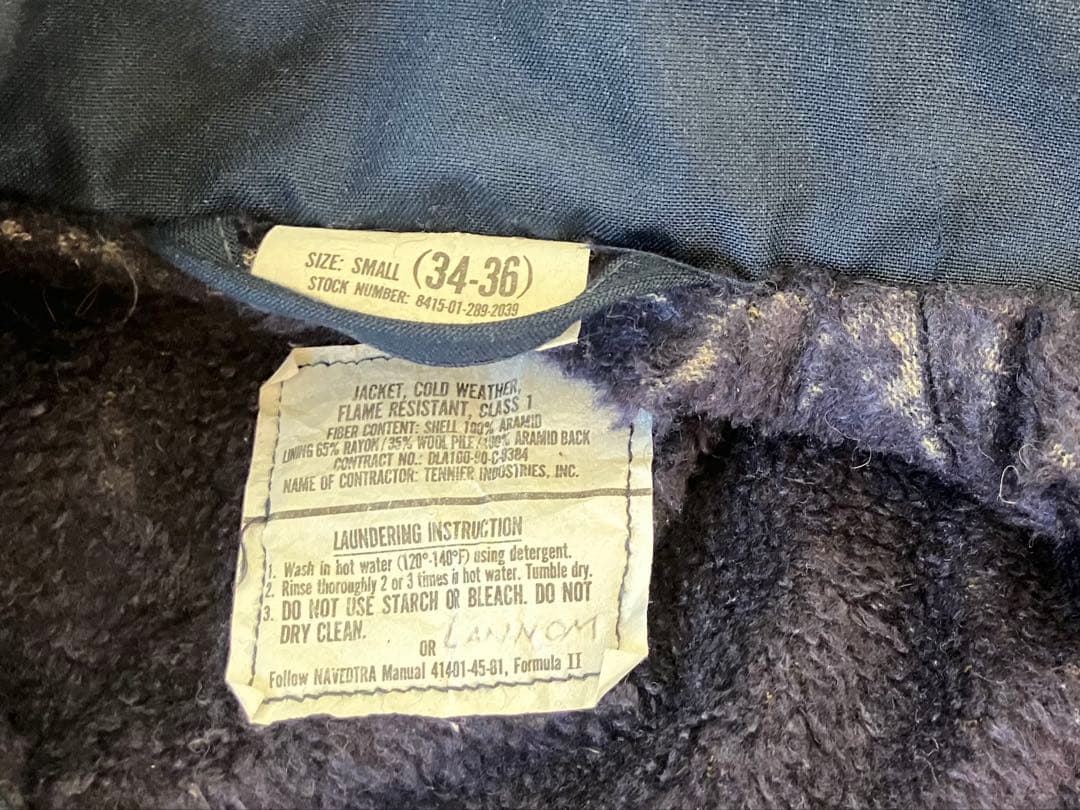 SIZE: SMALL (34-36)
STOCK NUMBER: 8415-01-289-2039
JACKET, COLD WEATHER,
FLAME RESISTANT, CLASS 1
FIBER CONTENT: SHELL 100% ARAMID
LINING 65% RAYON/35% WOOL PILE/100% ARAMID BACK
CONTRACT NO.: DLA100-90-C-9384
NAME OF CONTRACTOR: TENNIER INDUSTRIES, INC.
LAUNDERING INSTRUCTION
1. Wash in hot water (120°-140°F) using detergent.
2. Rinse thoroughly 2 or 3 times in hot water. Tumble dry.
3. DO NOT USE STARCH OR BLEACH. DO NOT
DRY CLEAN.
OR LANNOM
Follow NAVEDTRA Manual 41401-45-81, Formula II